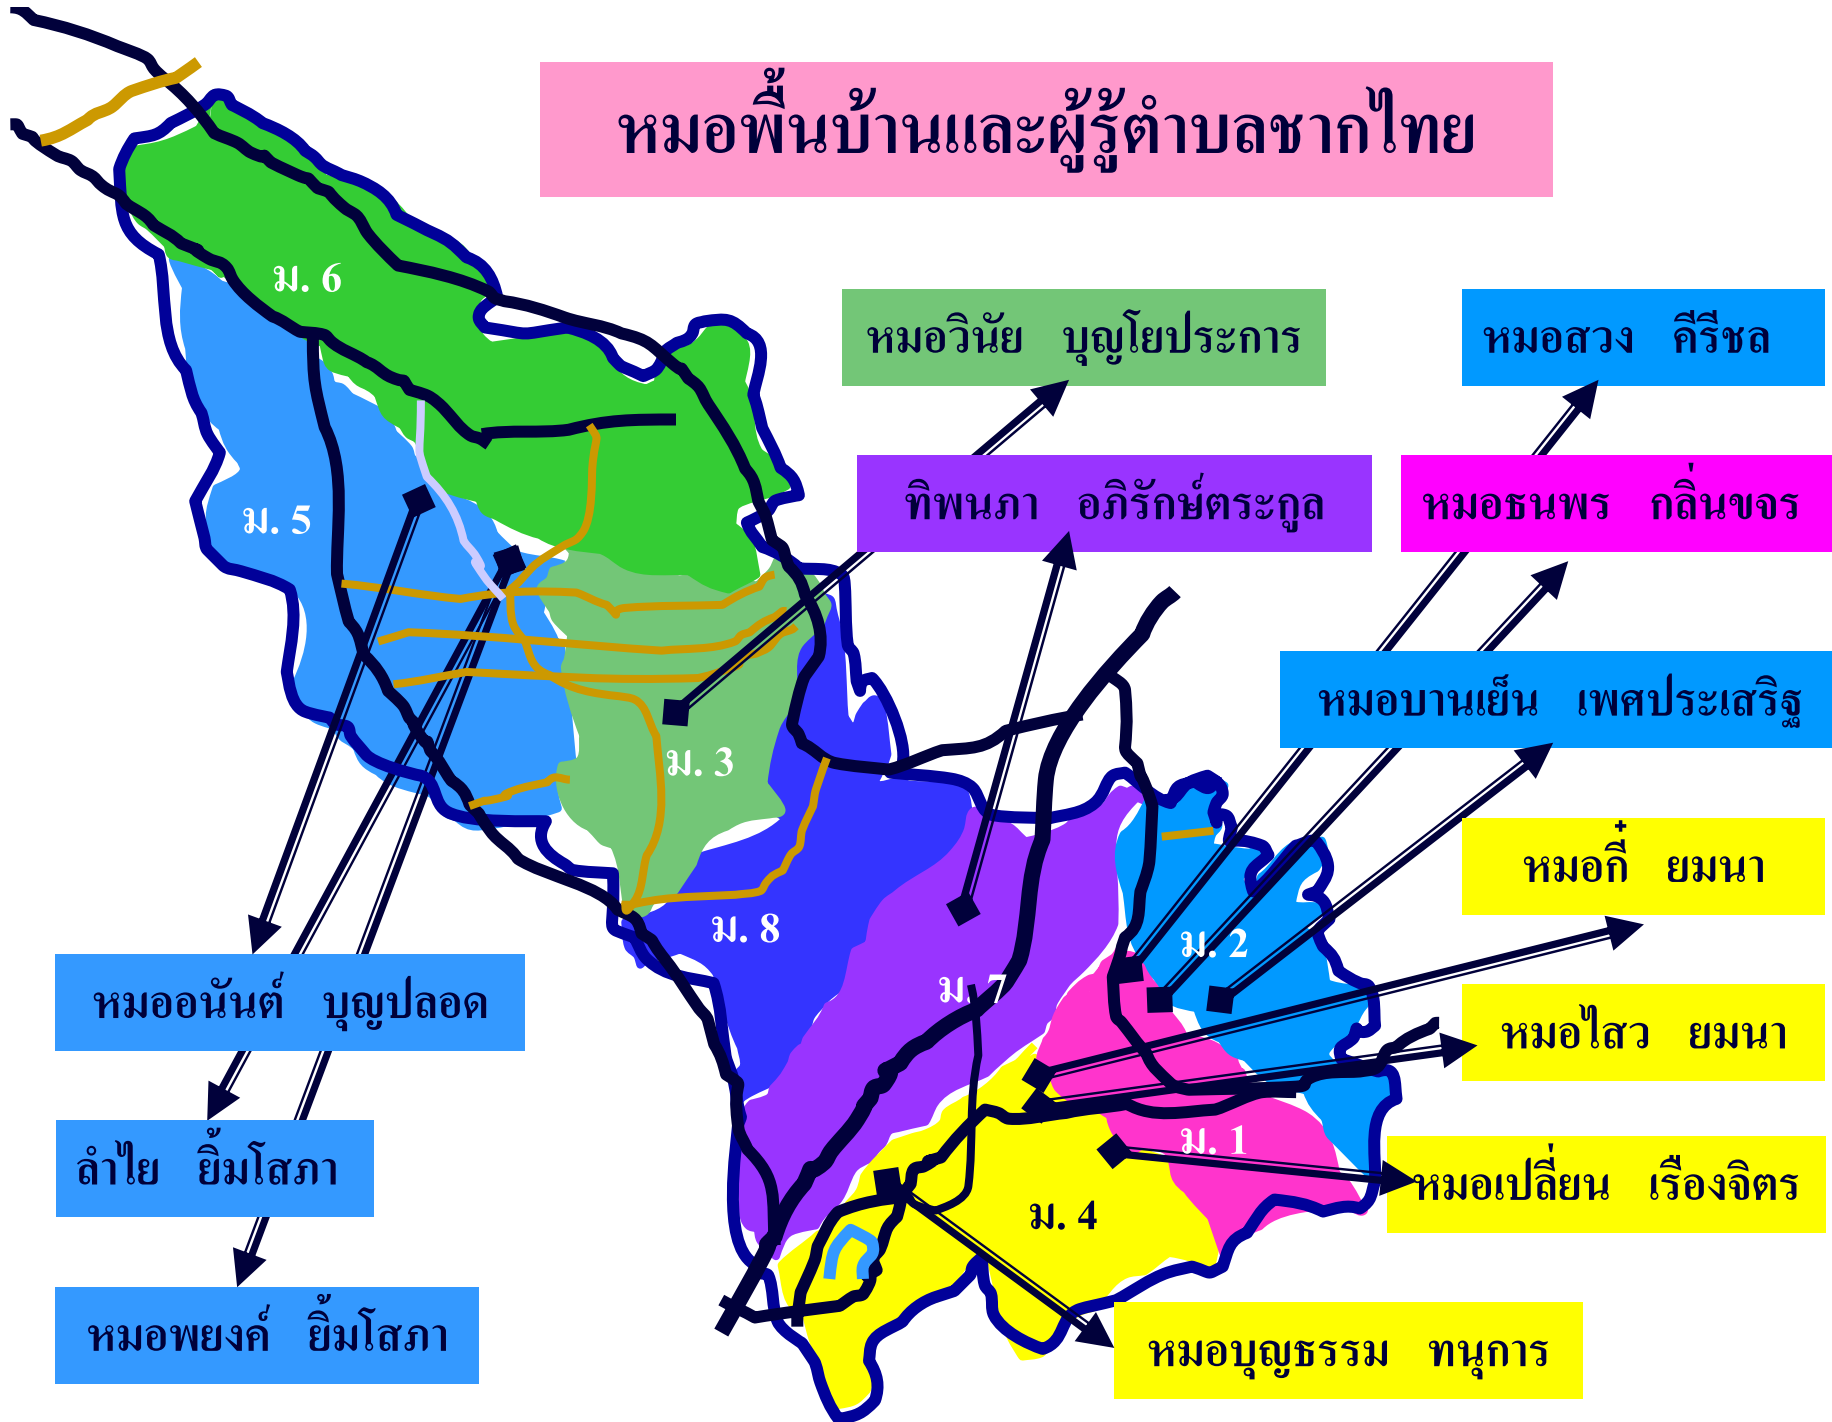 หมอพื้นบ้านและผู้รู้ตำบลชากไทย
ม. 6
หมอวินัย บุญโยประการ
หมอสวง คีรีชล
ม. 5
ทิพนภา อภิรักษ์ตระกูล
หมอธนพร กลิ่นขจร
หมอบานเย็น เพศประเสริฐ
ม. 3
หมอกี๋ ยมนา
ม. 8
ม. 2
ม. 7
หมออนันต์ บุญปลอด
หมอไสว ยมนา
ม. 1
ลำไย ยิ้มโสภา
หมอเปลี่ยน เรืองจิตร
ม. 4
หมอพยงค์ ยิ้มโสภา
หมอบุญธรรม ทนุการ